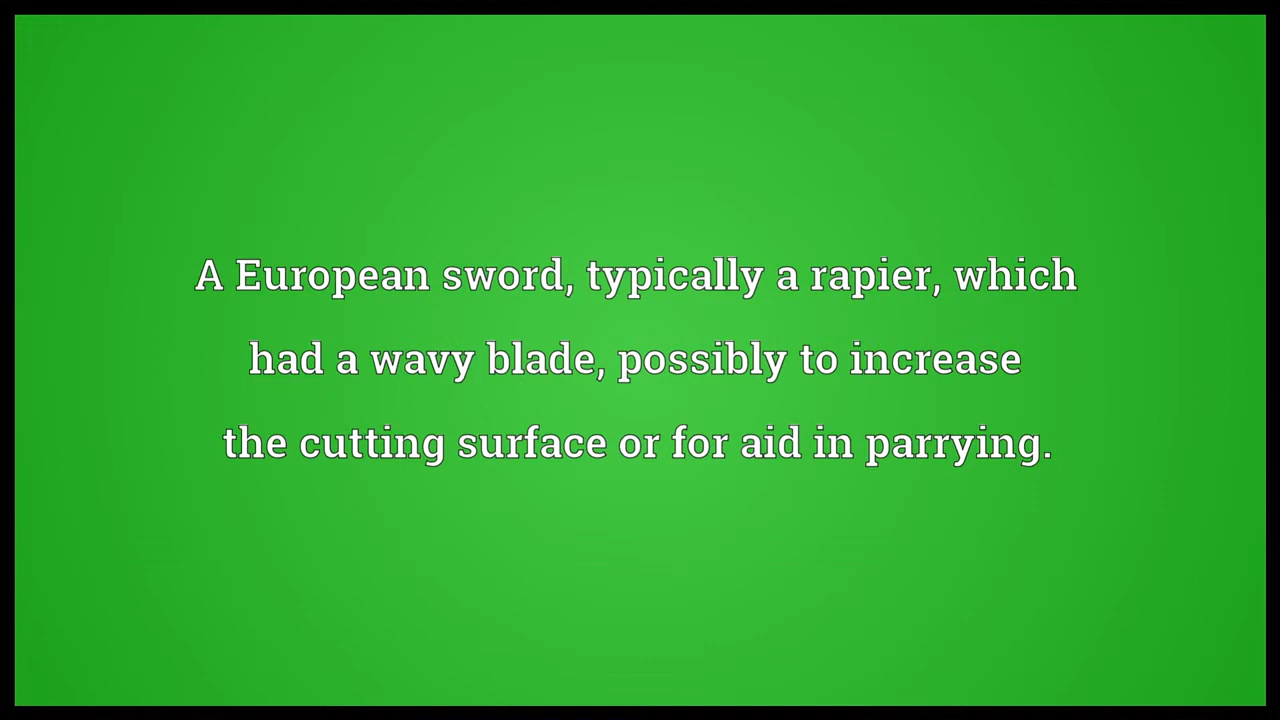 A European sword, typically a rapier, which
had a wavy blade, possibly to increase
the cutting surface or for aid in parrying.